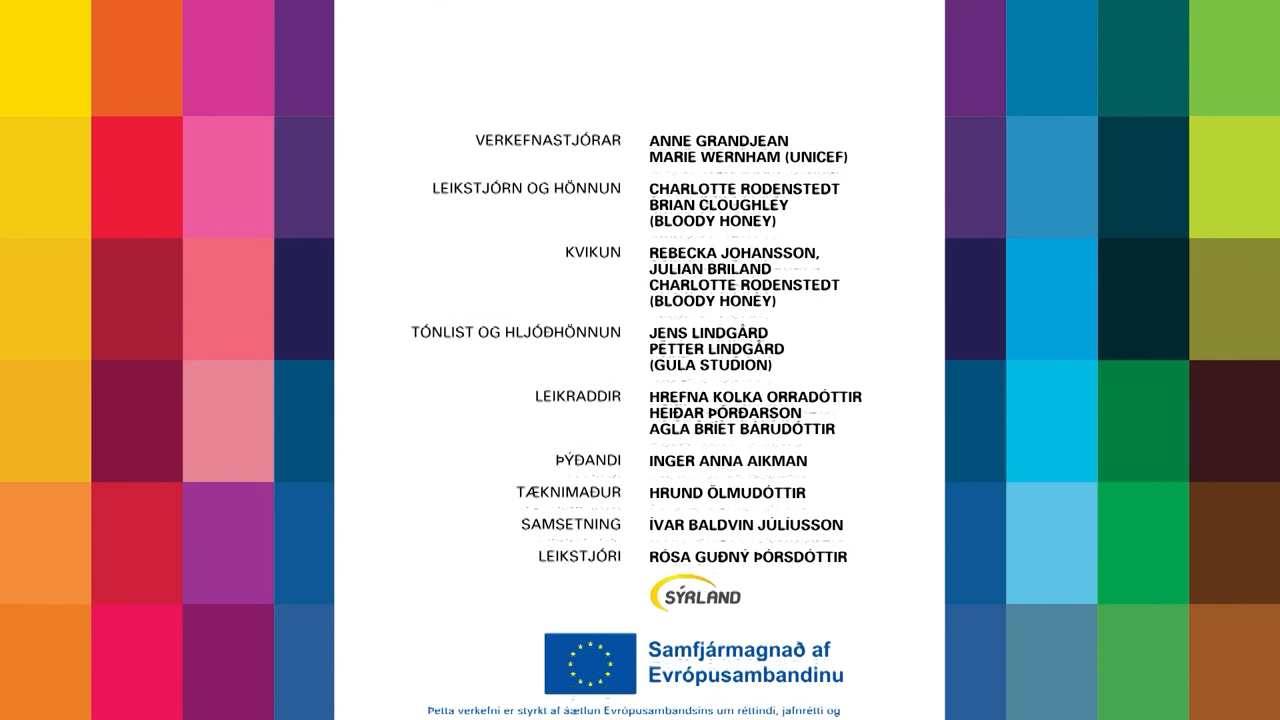 VERKEFNASTJÓRAR ANNE GRANDJEAN
MARIE WERNHAM (UNICEF)
LEIKSTJÓRN OG HÖNNUN CHARLOTTE RODENSTEDT
BRIAN CLOUGHLEY
(BLOODY HONEY)
KVIKUN REBECKA JOHANSSON,
JULIAN BRILAND
CHARLOTTE RODENSTEDT
(BLOODY HONEY)
TÓNLIST OG HLJÓÐHÖNNUN JENS LINDGÅRD
PETTER LINDGÅRD
(GULA STUDION)
LEIKRADDIR HREFNA KOLKA ORRADÓTTIR
HEIÐAR ÞÓRÐARSON
AGLA BRÍET BÁRUDÓTTIR
ÞÝÐANDI INGER ANNA AIKMAN
TÆKNIMAÐUR HRUND ÖLMUDÓTTIR
SAMSETNING ÍVAR BALDVIN JÚLÍUSSON
LEIKSTJÓRI RÓSA GUÐNÝ ÞÓRSDÓTTIR
SÝRLAND
Samfjármagnað af
Evrópusambandinu
Þetta verkefni er styrkt af áætlun Evrópusambandsins um réttindi, jafnrétti og